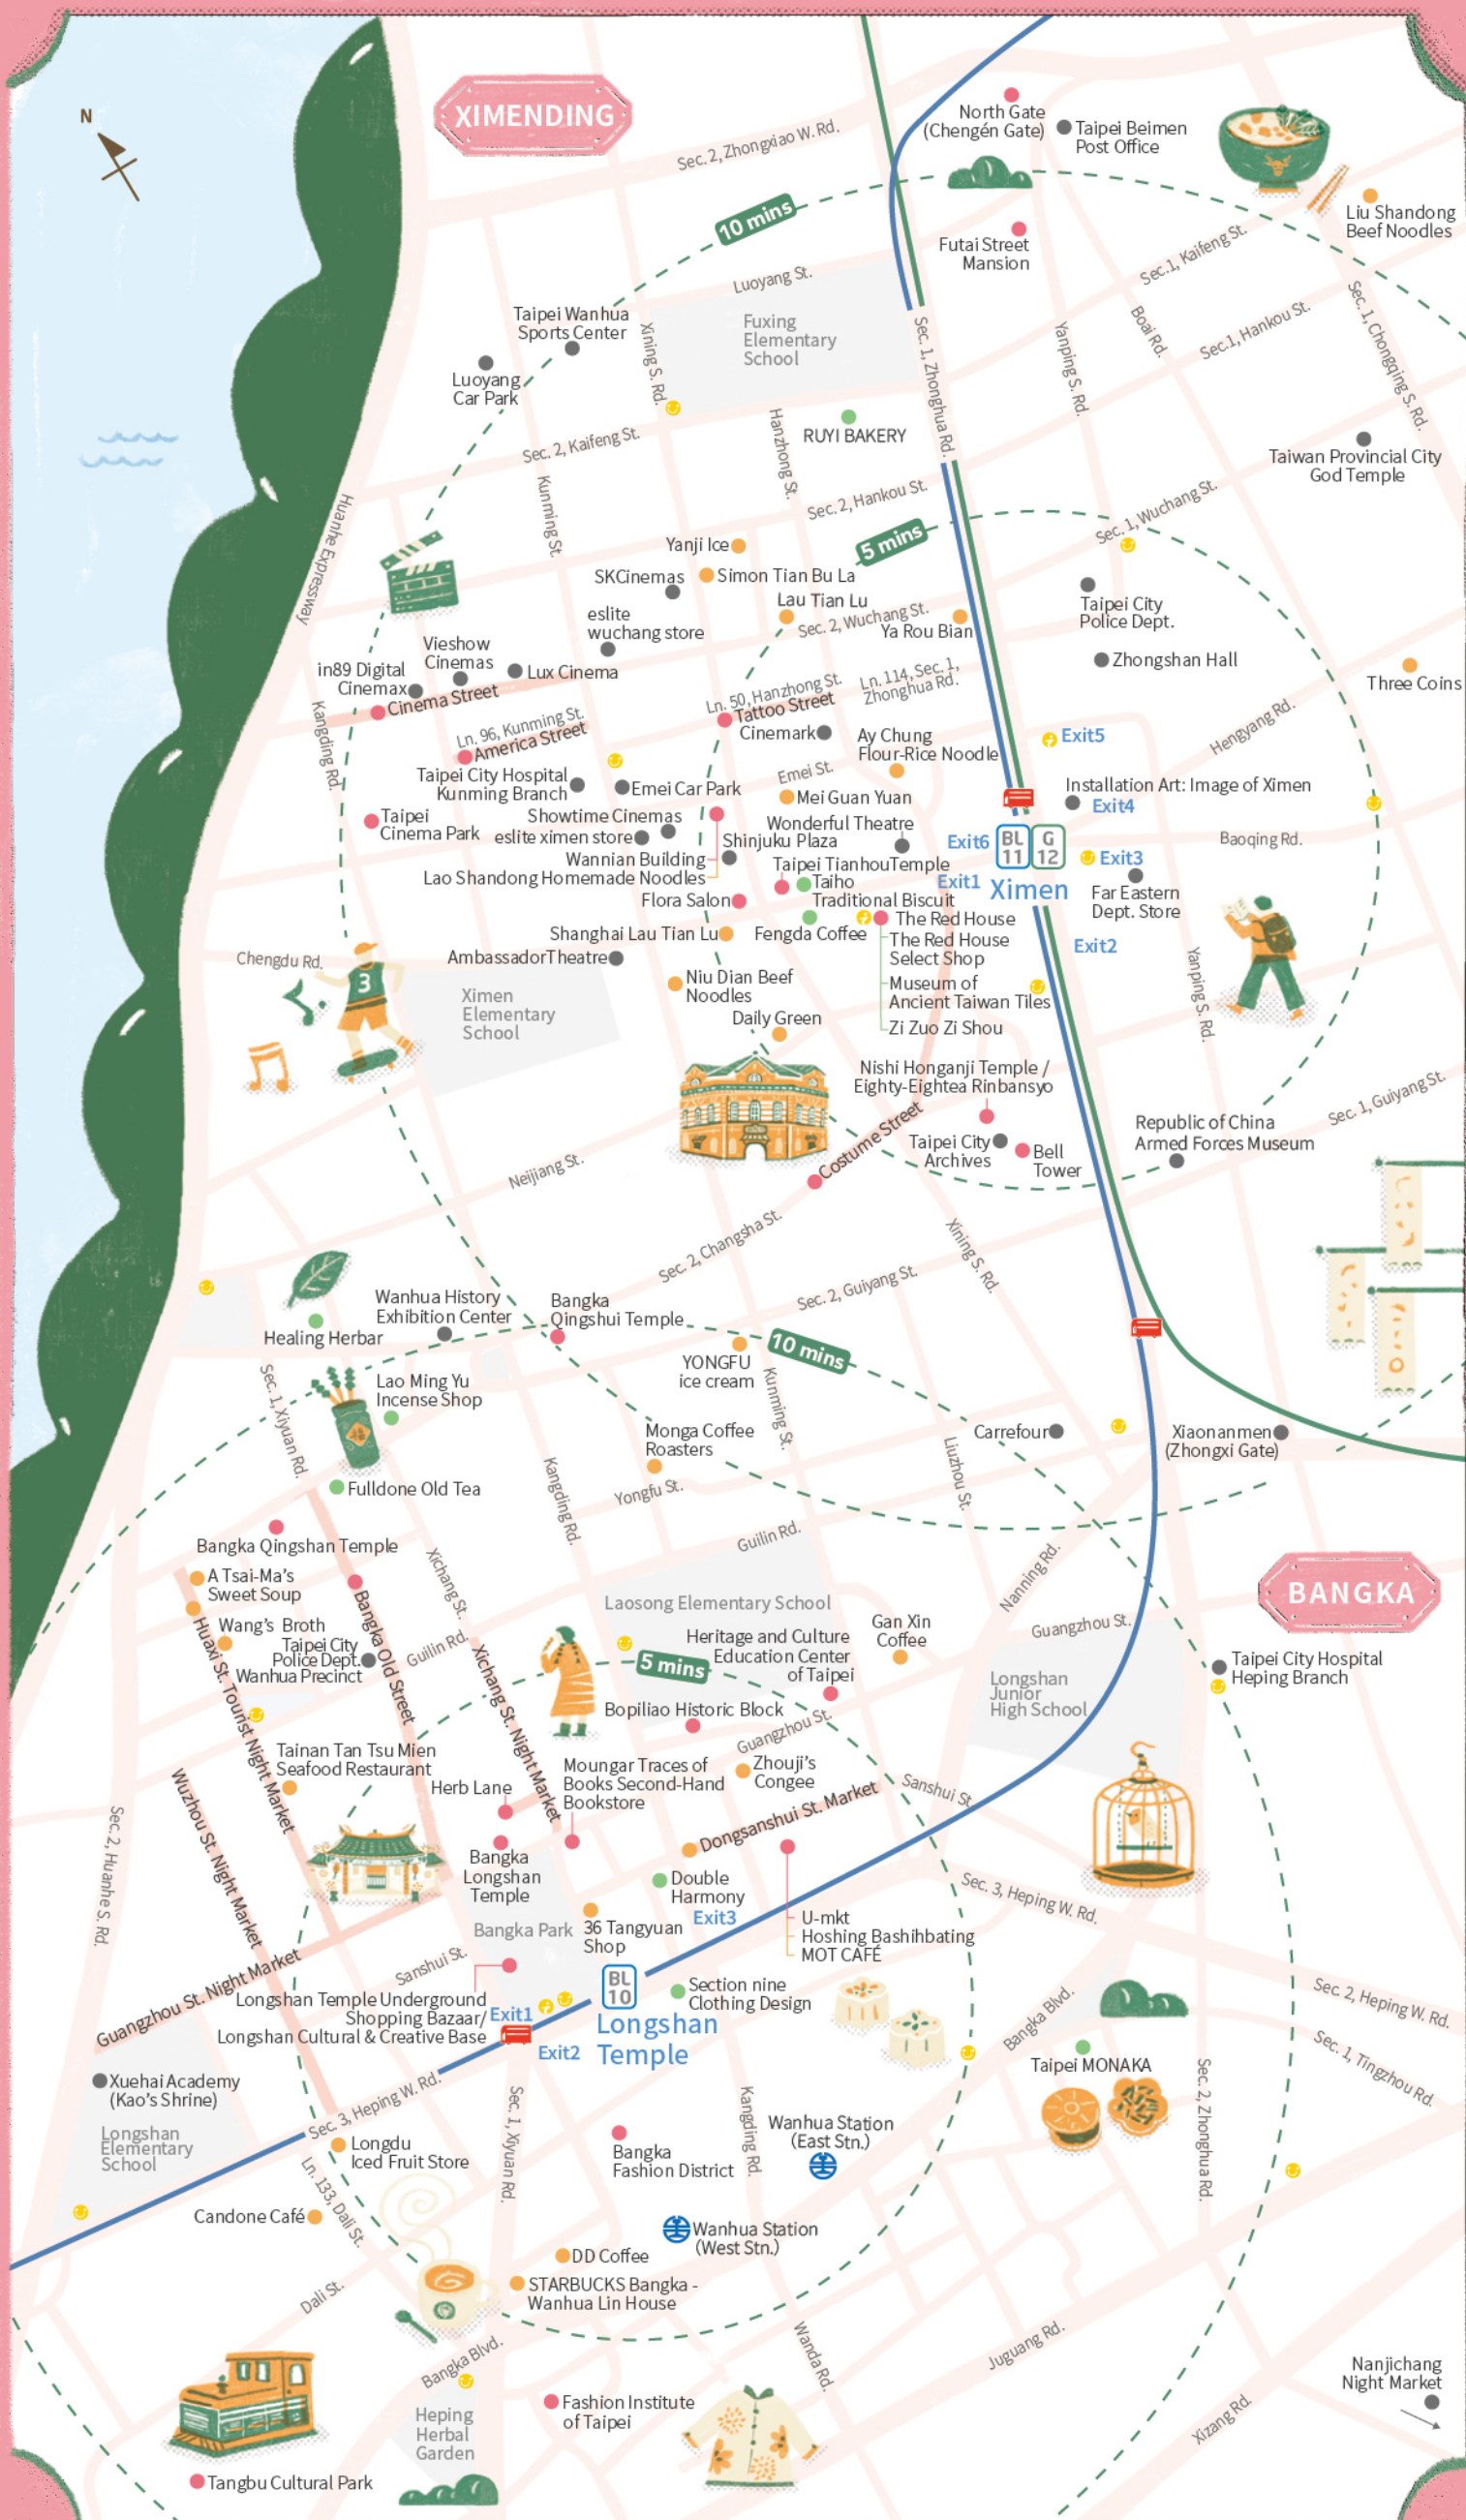 N
XIMENDING
North Gate
(Chengén Gate)
Taipei Beimen
Post Office
Sec. 2, Zhongxiao W. Rd.
10 mins
Liu Shandong
Beef Noodles
Futai Street
Mansion
Sec.1, Kaifeng St.
Luoyang St.
Taipei Wanhua
Sports Center
Xining S. Rd.
Fuxing
Elementary
School
Sec. 1, Zhonghua Rd.
Yanping S. Rd.
Boai Rd.
Sec.1, Hankou St.
Sec. 1, Chongqing S. Rd.
Luoyang
Car Park
Sec. 2, Kaifeng St.
Hanzhong St.
RUYI BAKERY
Taiwan Provincial City
God Temple
Kunming St.
Sec. 2, Hankou St.
Huanhe Expressway
Sec. 1, Wuchang St.
5 mins
Yanji Ice
SKCinemas
Simon Tian Bu La
Lau Tian Lu
eslite
wuchang store
Sec. 2, Wuchang St.
Ya Rou Bian
Taipei City
Police Dept.
Zhongshan Hall
Three Coins
Vieshow
Cinemas
in89 Digital
Cinemax
Lux Cinema
Cinema Street
Kangding Rd.
Ln. 50, Hanzhong St.
Tattoo Street
Ln. 114, Sec. 1,
Zhonghua Rd.
Ln. 96, Kunming St.
America Street
Cinemark
Ay Chung
Flour-Rice Noodle
Exit5
Hengyang Rd.
Taipei City Hospital
Kunming Branch
Emei Car Park
Emei St.
Mei Guan Yuan
Installation Art: Image of Ximen
Exit4
Taipei
Cinema Park
Showtime Cinemas
eslite ximen store
Wonderful Theatre
Shinjuku Plaza
Exit6
BL
11
G
12
Baoqing Rd.
Wannian Building
Lao Shandong Homemade Noodles
Taipei TianhouTemple
Exit3
Exit1
Ximen
Far Eastern
Dept. Store
Taiho
Traditional Biscuit
Flora Salon
Shanghai Lau Tian Lu
Fengda Coffee
The Red House
The Red House
Select Shop
Museum of
Ancient Taiwan Tiles
Zi Zuo Zi Shou
Exit2
Yanping S. Rd.
Chengdu Rd.
AmbassadorTheatre
3
Ximen
Elementary
School
Niu Dian Beef
Noodles
Daily Green
Nishi Honganji Temple /
Eighty-Eightea Rinbansyo
Sec. 1, Guiyang St.
Costume Street
Taipei City
Archives
Bell
Tower
Republic of China
Armed Forces Museum
Neijiang St.
Sec. 2, Changsha St.
Xining S. Rd.
Sec. 2, Guiyang St.
Healing Herbar
Wanhua History
Exhibition Center
Bangka
Qingshui Temple
10 mins
YONGFU
ice cream
Sec. 1, Xiyuan Rd.
Lao Ming Yu
Incense Shop
Kunming St.
Monga Coffee
Roasters
Carrefour
Xiaonanmen
(Zhongxi Gate)
Liuzhou St.
Fulldone Old Tea
Kangding Rd.
Yongfu St.
Guilin Rd.
Bangka Qingshan Temple
Xichang St.
Nanning Rd.
BANGKA
A Tsai-Ma's
Sweet Soup
Laosong Elementary School
Guangzhou St.
Wang's Broth
Huaxi St. Tourist Night Market
Bangka Old Street
Taipei City
Police Dept.
Wanhua Precinct
Guilin Rd.
Xichang St. Night Market
5 mins
Heritage and Culture
Education Center
of Taipei
Gan Xin
Coffee
Taipei City Hospital
Heping Branch
Longshan
Junior
High School
Bopiliao Historic Block
Guangzhou St.
Tainan Tan Tsu Mien
Seafood Restaurant
Moungar Traces of
Books Second-Hand
Bookstore
Zhouji's
Congee
Herb Lane
Wuzhou St. Night Market
Sanshui St.
Dongsanshui St. Market
Sec. 2, Huanhe S. Rd.
Bangka
Longshan
Temple
Double
Harmony
Sec. 3, Heping W. Rd.
Bangka Park
36 Tangyuan
Shop
Exit3
U-mkt
Hoshing Bashihbating
MOT CAFÉ
Guangzhou St. Night Market
Sanshui St.
BL
10
Section nine
Clothing Design
Longshan Temple Underground
Shopping Bazaar/
Longshan Cultural & Creative Base
Exit1
Exit2
Longshan
Temple
Bangka Blvd.
Sec. 2, Heping W. Rd.
Taipei MONAKA
Sec. 1, Tingzhou Rd.
Xuehai Academy
(Kao's Shrine)
Sec. 3, Heping W. Rd.
Sec. 1, Xiyuan Rd.
Kangding Rd.
Sec. 2, Zhonghua Rd.
Longshan
Elementary
School
Longdu
Iced Fruit Store
Bangka
Fashion District
Wanhua Station
(East Stn.)
Ln. 133, Dali St.
Candone Café
Wanhua Station
(West Stn.)
DD Coffee
STARBUCKS Bangka -
Wanhua Lin House
Dali St.
Bangka Blvd.
Wanda Rd.
Juguang Rd.
Nanjichang
Night Market
Xizang Rd.
Fashion Institute
of Taipei
Heping
Herbal
Garden
Tangbu Cultural Park